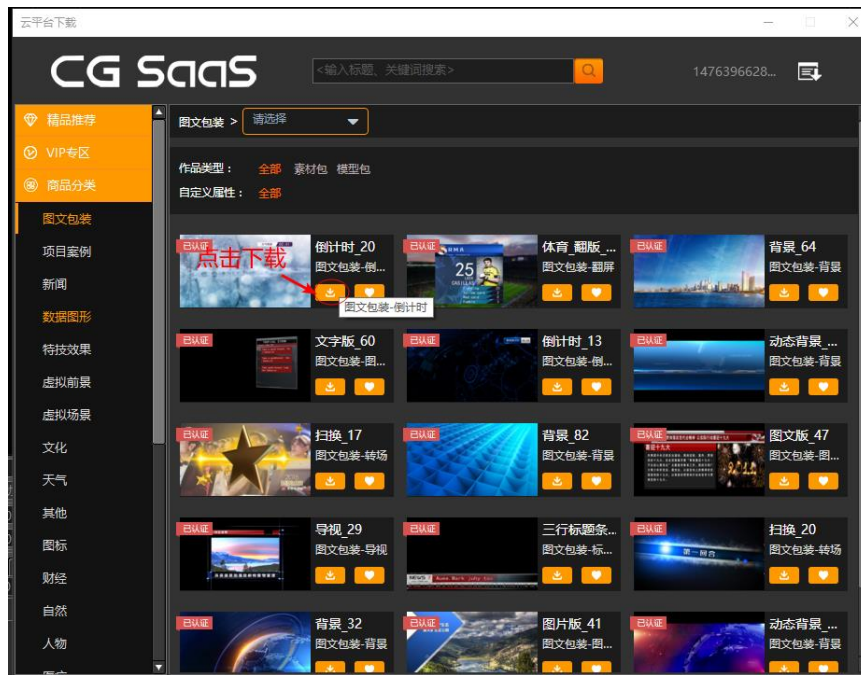 云平台下载
CG SaaS
<输入标题、关键词搜索>
1476396628...
精品推荐
VIP专区
商品分类
图文包装
项目案例
新闻
数据图形
特技效果
虚拟前景
虚拟场景
文化
天气
其他
图标
财经
自然
人物
图文包装 > 请选择
作品类型： 全部 素材包 模型包
自定义属性： 全部
已认证
点击下载
倒计时_20
图文包装-倒...
图文包装-倒计时
已认证
25
体育_翻版_...
图文包装-翻屏
已认证
背景_64
图文包装-背景
已认证
文字版_60
图文包装-图...
已认证
倒计时_13
图文包装-倒...
已认证
动态背景_...
图文包装-背景
已认证
扫换_17
图文包装-转场
已认证
背景_82
图文包装-背景
已认证
图文版_47
图文包装-图...
已认证
导视_29
图文包装-导视
已认证
NEWS
三行标题条...
图文包装-标...
已认证
第一回合
扫换_20
图文包装-转场
已认证
背景_32
图文包装-背景
已认证
图片版_41
图文包装-图...
已认证
动态背景_...
图文包装-背景